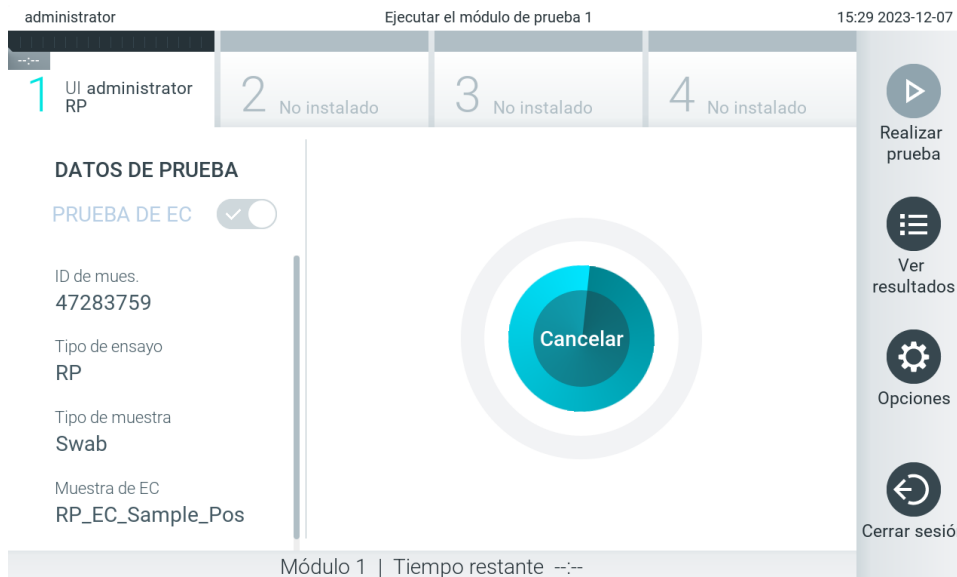 administrator
Ejecutar el módulo de prueba 1
15:29 2023-12-07
--:--
1
UI administrator
RP
2
No instalado
3
No instalado
4
No instalado
DATOS DE PRUEBA
PRUEBA DE EC
ID de mues.
47283759
Tipo de ensayo
RP
Tipo de muestra
Swab
Muestra de EC
RP_EC_Sample_Pos
Cancelar
Realizar
prueba
Ver
resultados
Opciones
Cerrar sesió
Módulo 1 | Tiempo restante --:--